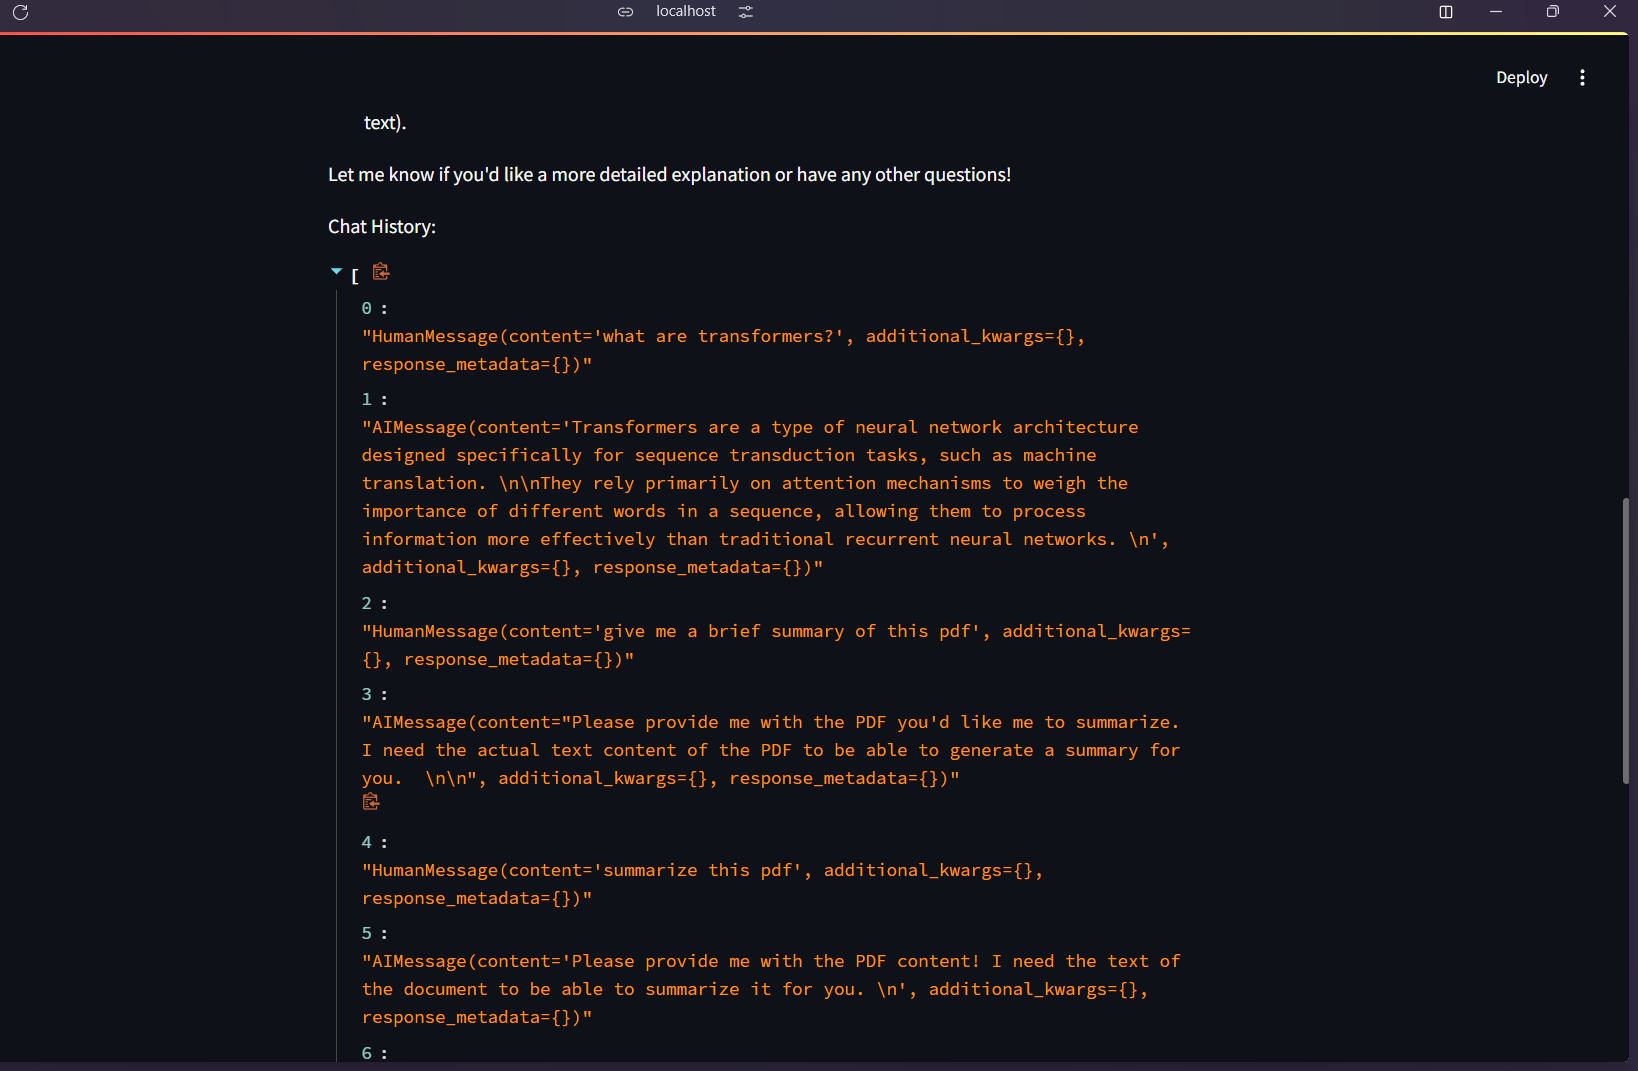 localhost
Deploy
text).
Let me know if you'd like a more detailed explanation or have any other questions!
Chat History:
[
0 :
"HumanMessage(content='what are transformers?', additional_kwargs={},
response_metadata={})"
1 :
"AIMessage(content='Transformers are a type of neural network architecture
designed specifically for sequence transduction tasks, such as machine
translation. \n\nThey rely primarily on attention mechanisms to weigh the
importance of different words in a sequence, allowing them to process
information more effectively than traditional recurrent neural networks. \n',
additional_kwargs={}, response_metadata={})"
2 :
"HumanMessage(content='give me a brief summary of this pdf', additional_kwargs=
{}, response_metadata={})"
3 :
"AIMessage(content="Please provide me with the PDF you'd like me to summarize.
I need the actual text content of the PDF to be able to generate a summary for
you.  \n\n", additional_kwargs={}, response_metadata={})"
4 :
"HumanMessage(content='summarize this pdf', additional_kwargs={},
response_metadata={})"
5 :
"AIMessage(content='Please provide me with the PDF content! I need the text of
the document to be able to summarize it for you. \n', additional_kwargs={},
response_metadata={})"
6 :